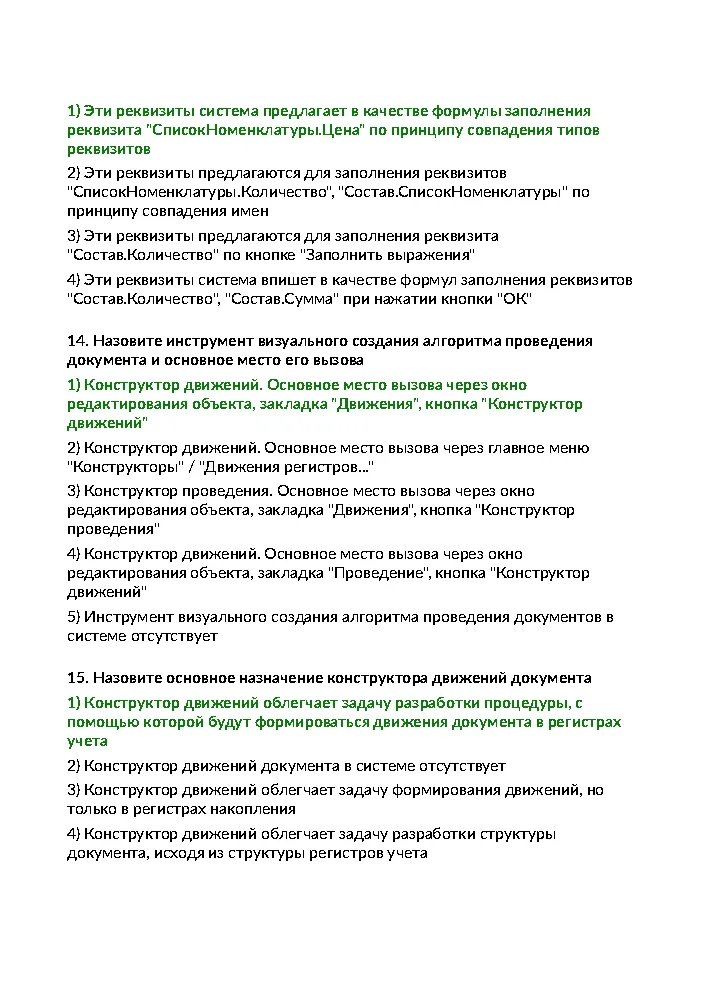 1) Эти реквизиты система предлагает в качестве формулы заполнения
реквизита "СписокНоменклатуры.Цена" по принципу совпадения типов
реквизитов
2) Эти реквизиты предлагаются для заполнения реквизитов
"СписокНоменклатуры.Количество", "Состав.СписокНоменклатуры" по
принципу совпадения имен
3) Эти реквизиты предлагаются для заполнения реквизита
"Состав.Количество" по кнопке "Заполнить выражения"
4) Эти реквизиты система впишет в качестве формул заполнения реквизитов
"Состав.Количество", "Состав.Сумма" при нажатии кнопки "ОК"
14. Назовите инструмент визуального создания алгоритма проведения
документа и основное место его вызова
1) Конструктор движений. Основное место вызова через окно
редактирования объекта, закладка "Движения", кнопка "Конструктор
движений"
2) Конструктор движений. Основное место вызова через главное меню
"Конструкторы" / "Движения регистров..."
3) Конструктор проведения. Основное место вызова через окно
редактирования объекта, закладка "Движения", кнопка "Конструктор
проведения"
4) Конструктор движений. Основное место вызова через окно
редактирования объекта, закладка "Проведение", кнопка "Конструктор
движений"
5) Инструмент визуального создания алгоритма проведения документов в
системе отсутствует
15. Назовите основное назначение конструктора движений документа
1) Конструктор движений облегчает задачу разработки процедуры, с
помощью которой будут формироваться движения документа в регистрах
учета
2) Конструктор движений документа в системе отсутствует
3) Конструктор движений облегчает задачу формирования движений, но
только в регистрах накопления
4) Конструктор движений облегчает задачу разработки структуры
документа, исходя из структуры регистров учета